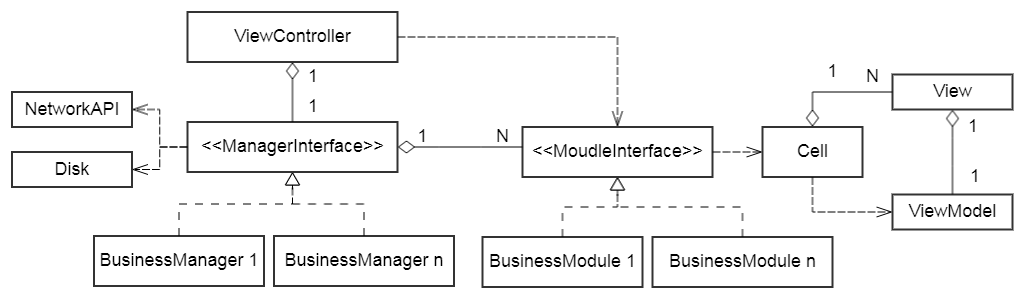 ViewController
1
1
N
View
NetworkAPI
1
1
1
N
<<ManagerInterface>>
<<MoudleInterface>>
Cell
Disk
1
ViewModel
BusinessManager 1
BusinessManager n
BusinessModule 1
BusinessModule n